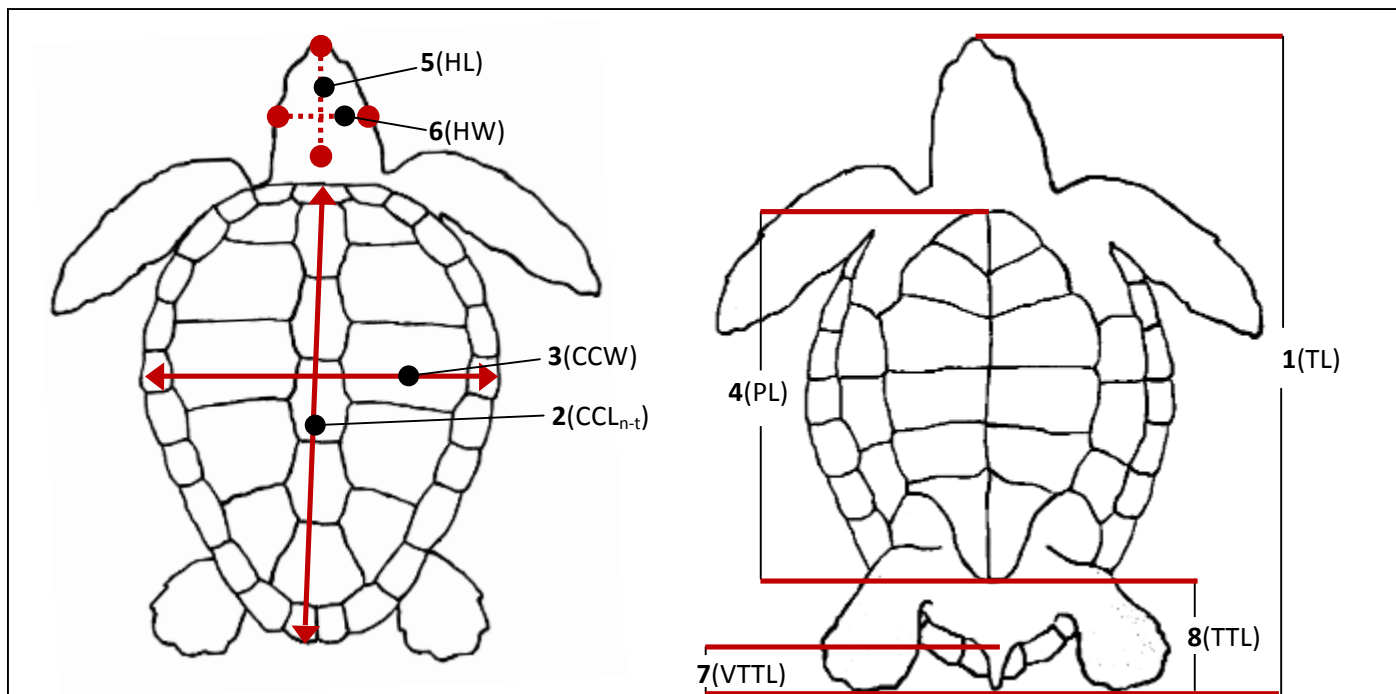 5(HL)
6(HW)
3(CCW)
2(CCLn-t)
1(TL)
4(PL)
8(TTL)
7(VTTL)